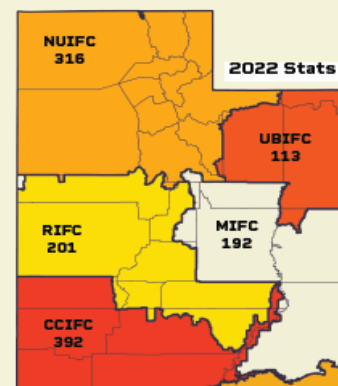 NUIFC
316
2022 Stats
UBIFC
113
RIFC
201
MIFC
192
CCIFC
392